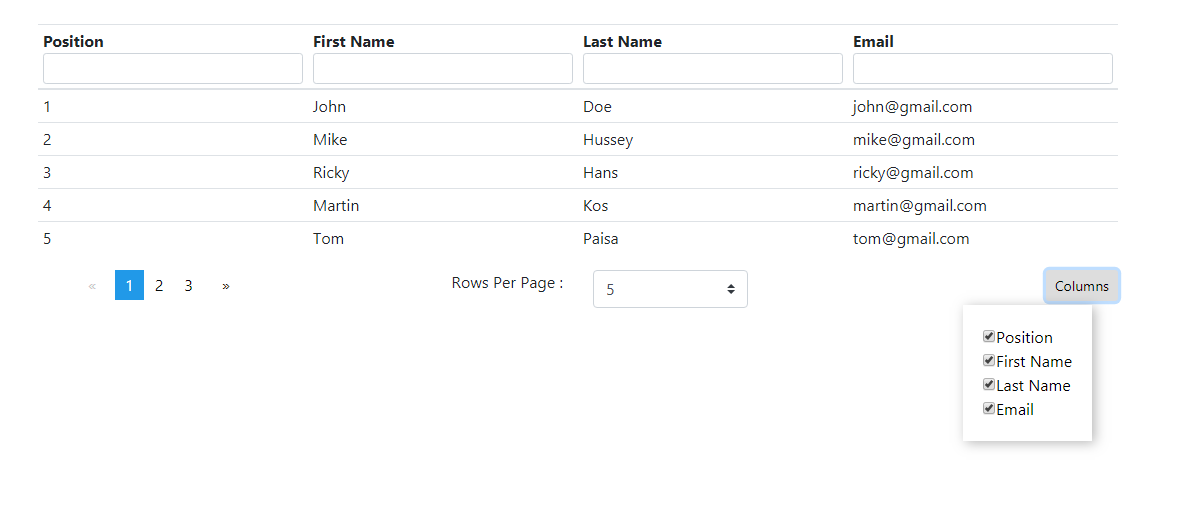 Position First Name Last Name Email
1 John Doe john@gmail.com
2 Mike Hussey mike@gmail.com
3 Ricky Hans ricky@gmail.com
4 Martin Kos martin@gmail.com
5 Tom Paisa tom@gmail.com
« 1 2 3 » Rows Per Page : 5 Columns
Position
First Name
Last Name
Email